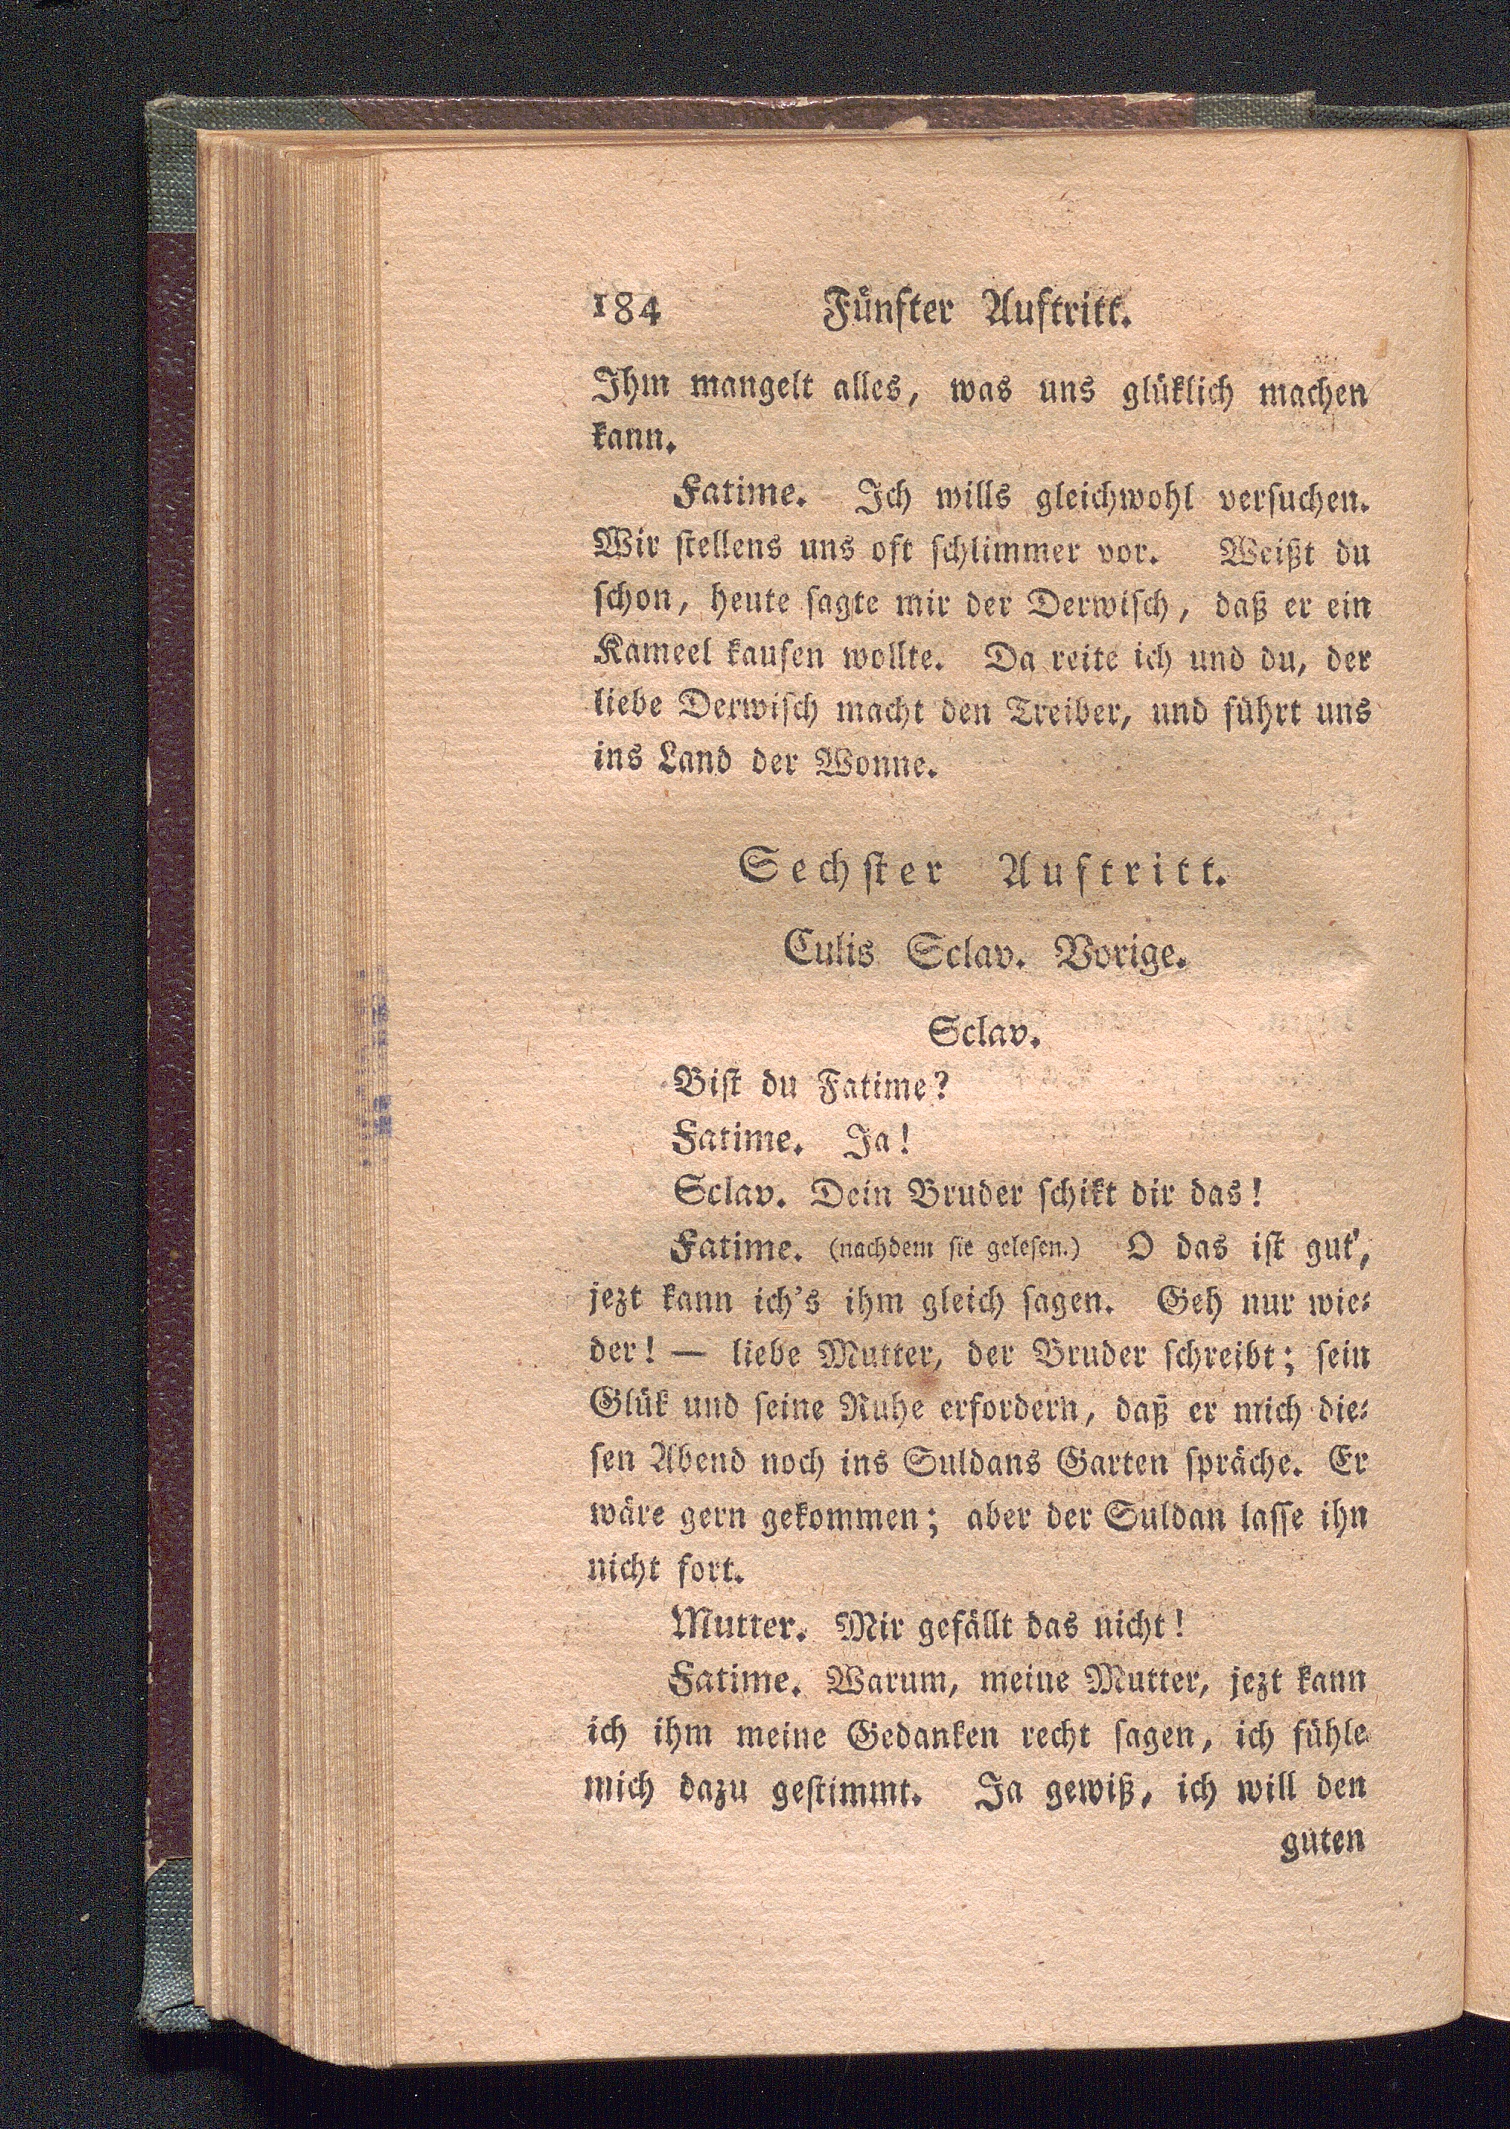 184 Fünfter Auftritt.
Ihm mangelt alles, was uns glüklich machen
kann.
Fatime. Ich wills gleichwohl verſuchen.
Wir ſtellens uns oft ſchlimmer vor. Weißt du
ſchon, heute ſagte mir der Derwiſch, daß er ein
Kameel kaufen wollte. Da reite ich und du, der
liebe Derwiſch macht den Treiber, und führt uns
ins Land der Wonne.
Sechſter Auftritt.
Culis Sclav. Vorige.
Sclav.
Biſt du Fatime?
Fatime. Ja!
Sclav. Dein Bruder ſchikt dir das!
Fatime. (nachdem ſie geleſen.) O das iſt gut',
jezt kann ich's ihm gleich ſagen. Geh nur wie⸗
der! — liebe Mutter, der Bruder ſchreibt; ſein
Glük und ſeine Ruhe erfordern, daß er mich die⸗
ſen Abend noch ins Suldans Garten ſpräche. Er
wäre gern gekommen; aber der Suldan laſſe ihn
nicht fort.
Mutter. Mir gefällt das nicht!
Fatime. Warum, meine Mutter, jezt kann
ich ihm meine Gedanken recht ſagen, ich fühle
mich dazu geſtimmt. Ja gewiß, ich will den
guten